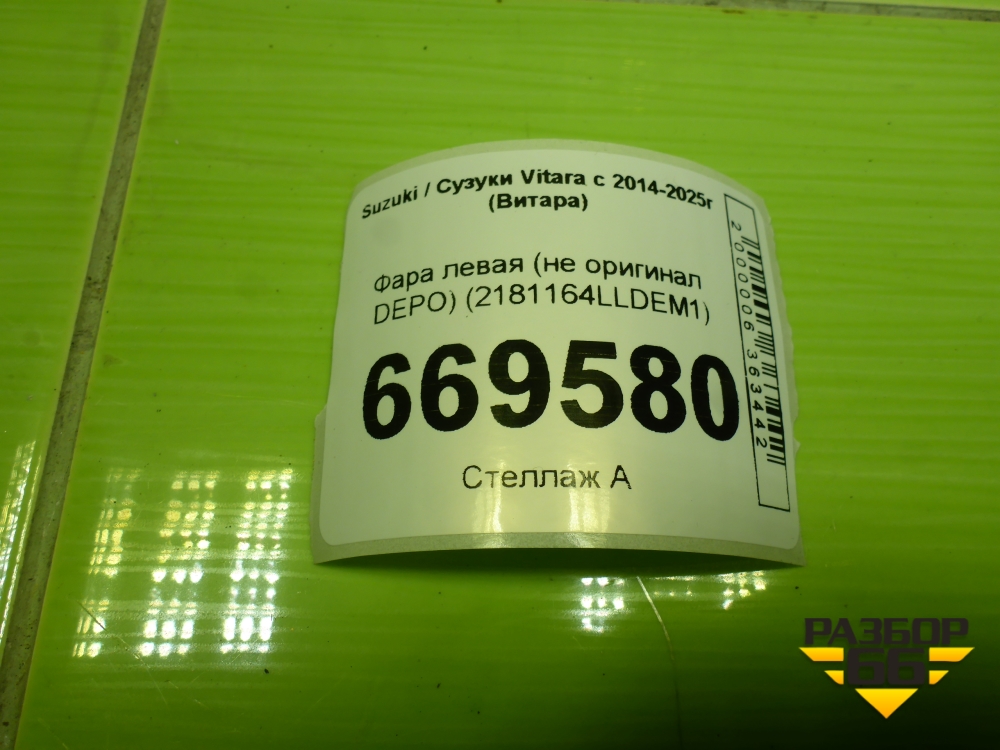 Suzuki / Сузуки Vitara с 2014-2025г
(Витара)
Фара левая (не оригинал
DEPO) (2181164LLDEM1)
669580
Стеллаж А
2000006363442
РАЗБОР
66